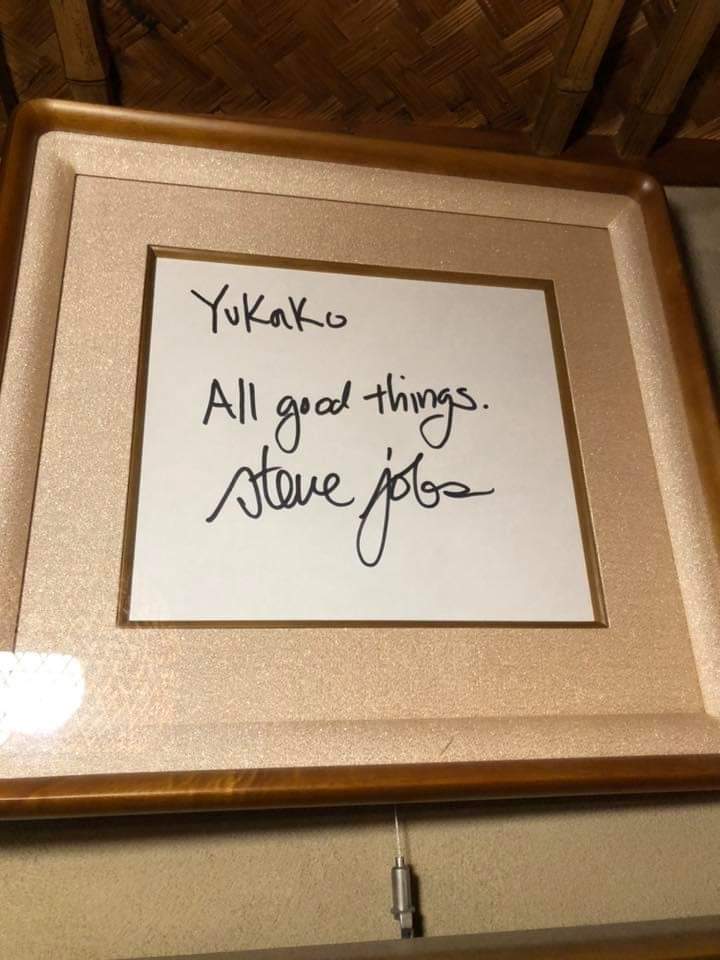 Yukako
All good things.
steve jobs